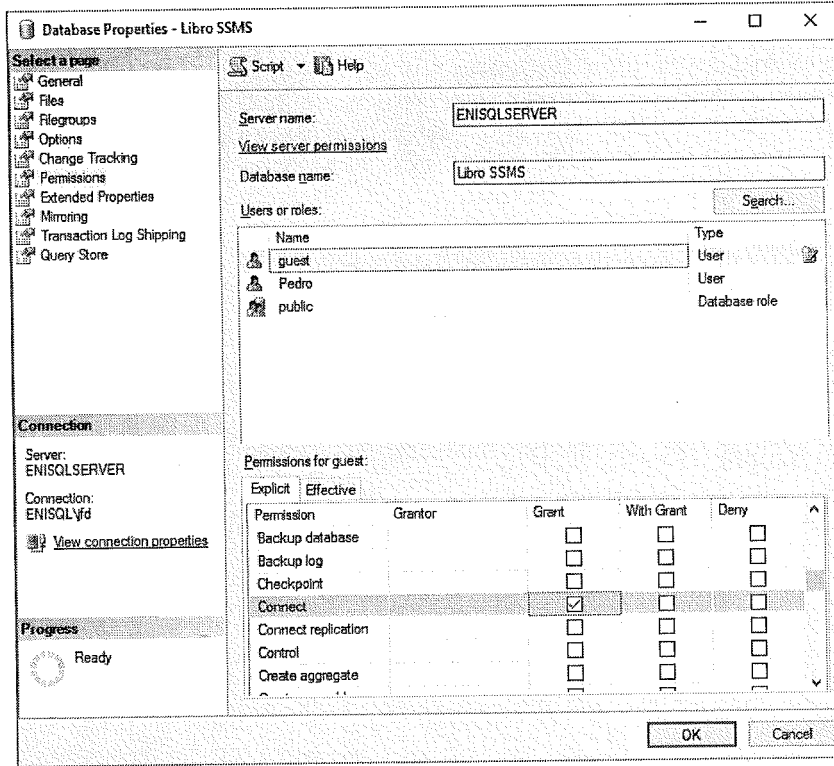 Database Properties - Libro SSMS
Select a page
General
Files
Filegroups
Options
Change Tracking
Permissions
Extended Properties
Mirroring
Transaction Log Shipping
Query Store
Connection
Server:
ENISQLSERVER
Connection:
ENISQL\jfd
View connection properties
Progress
Ready
Script Help
Server name: ENISQLSERVER
View server permissions
Database name: Libro SSMS
Search...
Users or roles:
Name Type
guest User
Pedro User
public Database role
Permissions for guest:
Explicit Effective
Permission Grantor Grant With Grant Deny
Backup database
Backup log
Checkpoint
Connect
Connect replication
Control
Create aggregate
OK Cancel